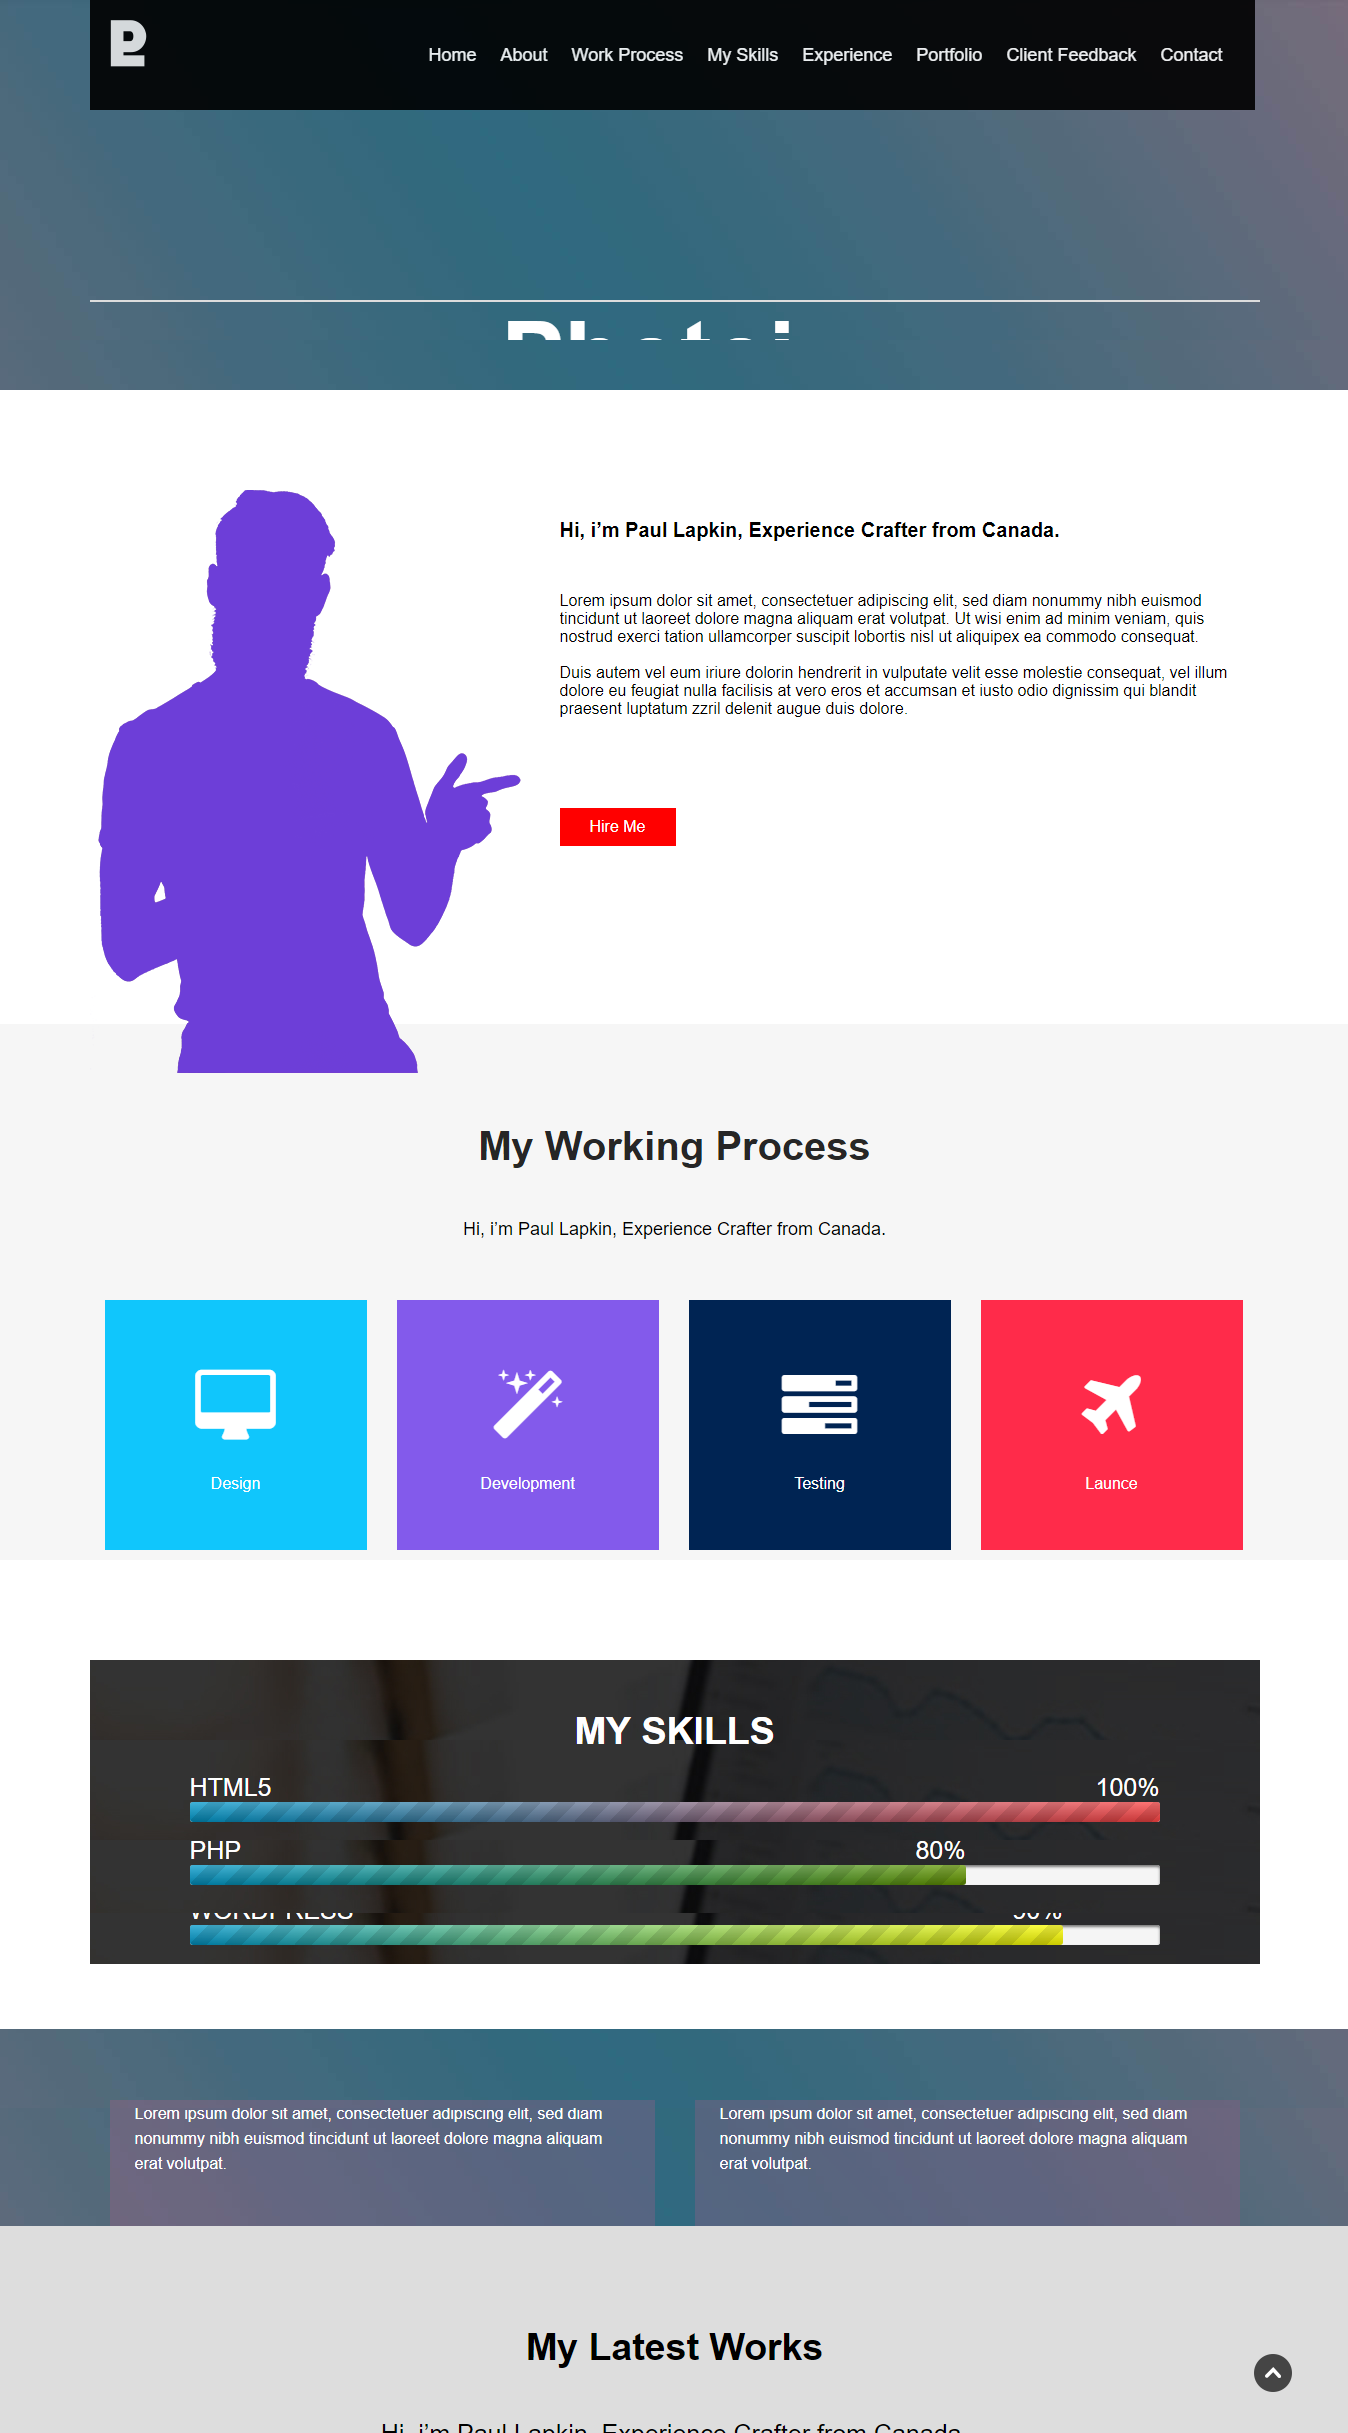 Home About Work Process My Skills Experience Portfolio Client Feedback Contact
Hi, i’m Paul Lapkin, Experience Crafter from Canada.
Lorem ipsum dolor sit amet, consectetuer adipiscing elit, sed diam nonummy nibh euismod
tincidunt ut laoreet dolore magna aliquam erat volutpat. Ut wisi enim ad minim veniam, quis
nostrud exerci tation ullamcorper suscipit lobortis nisl ut aliquipex ea commodo consequat.
Duis autem vel eum iriure dolorin hendrerit in vulputate velit esse molestie consequat, vel illum
dolore eu feugiat nulla facilisis at vero eros et accumsan et iusto odio dignissim qui blandit
praesent luptatum zzril delenit augue duis dolore.
Hire Me
My Working Process
Hi, i’m Paul Lapkin, Experience Crafter from Canada.
Design
Development
Testing
Launce
MY SKILLS
HTML5 100%
PHP 80%
WORDPRESS
Lorem ipsum dolor sit amet, consectetuer adipiscing elit, sed diam
nonummy nibh euismod tincidunt ut laoreet dolore magna aliquam
erat volutpat.
Lorem ipsum dolor sit amet, consectetuer adipiscing elit, sed diam
nonummy nibh euismod tincidunt ut laoreet dolore magna aliquam
erat volutpat.
My Latest Works
Hi, i’m Paul Lapkin, Experience Crafter from Canada.